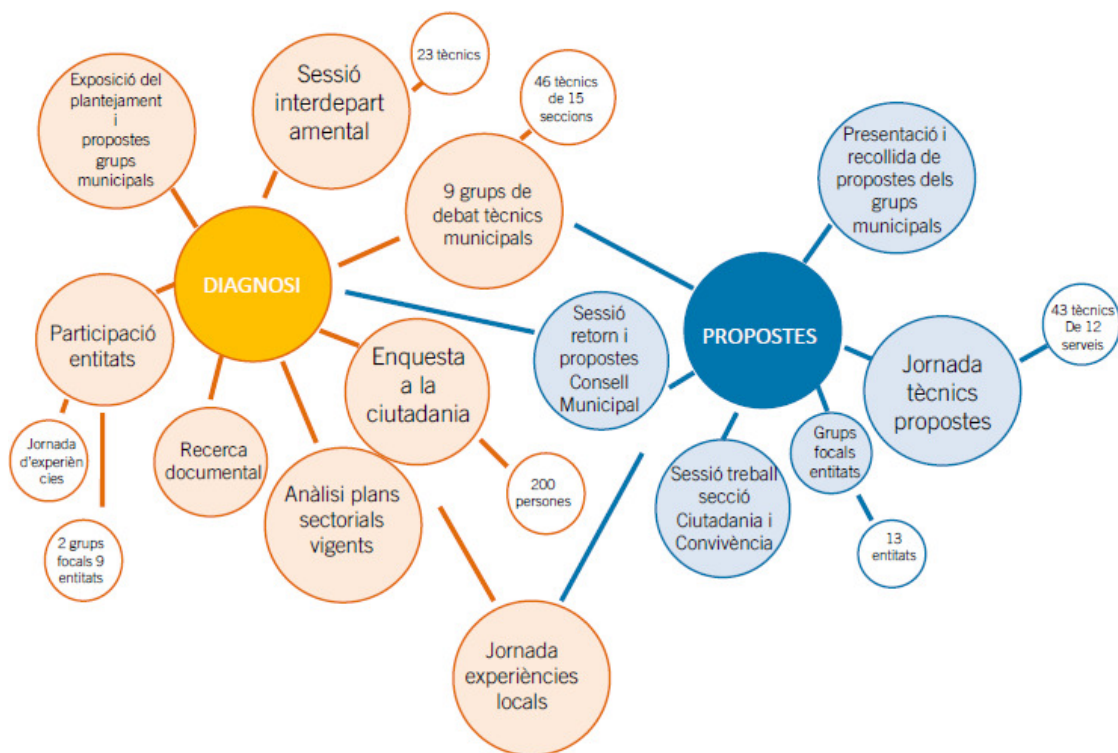 Exposició del
plantejament
i
propostes
grups
municipals
Sessió
interdepart
amental
23 tècnics
46 tècnics
de 15
seccions
9 grups de
debat tècnics
municipals
Presentació i
recollida de
propostes dels
grups
municipals
DIAGNOSI
PROPOSTES
Participació
entitats
Enquesta
a la
ciutadania
Sessió
retorn i
propostes
Consell
Municipal
43 tècnics
De 12
serveis
Jornada
tècnics
propostes
Jornada
d'experièn
cies
Recerca
documental
Anàlisi plans
sectorials
vigents
200
persones
Sessió treball
secció
Ciutadania i
Convivència
Grups
focals
entitats
2 grups
focals 9
entitats
13
entitats
Jornada
experiències
locals